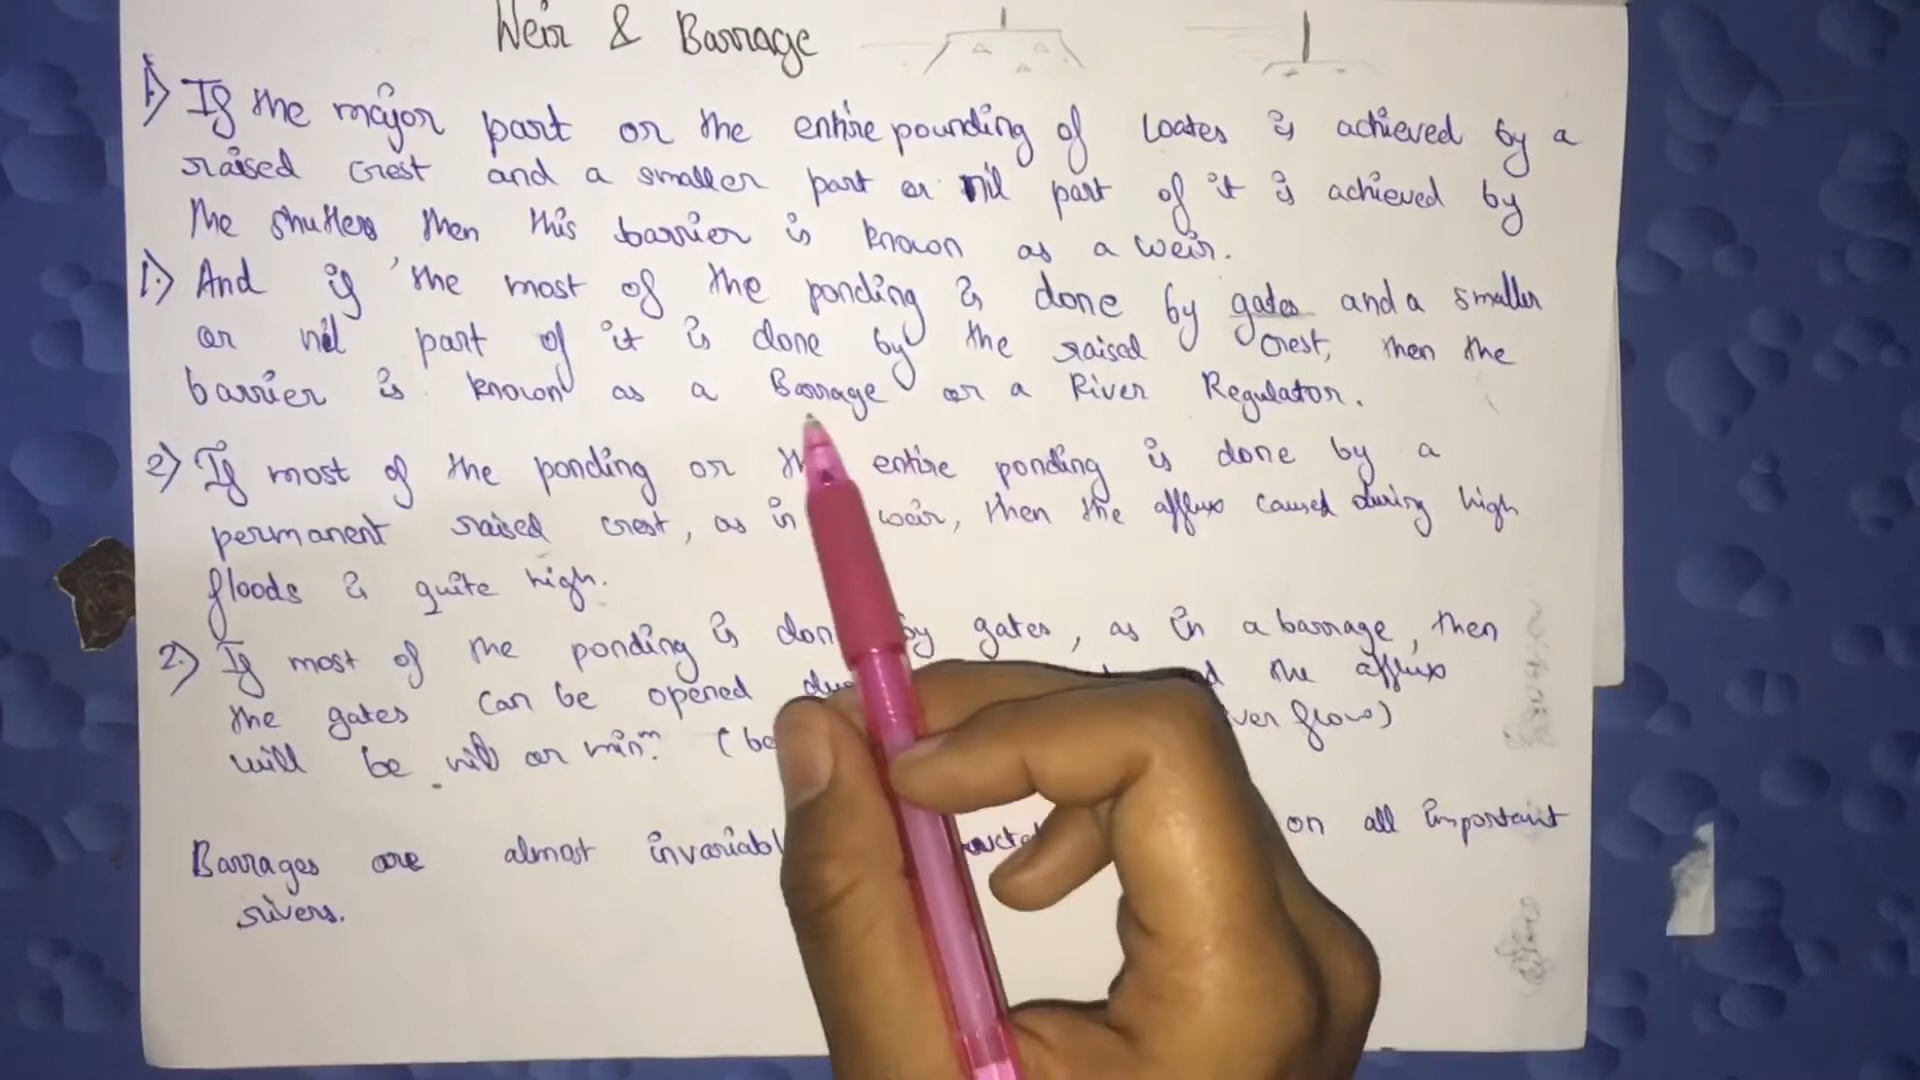 Weir & Barrage
1) If the major part or the entire pounding of water is achieved by a
raised crest and a smaller part or nil part of it is achieved by
the shutters then this barrier is known as a weir.
1.) And if the most of the ponding is done by gates and a smaller
or nil part of it is done by the raised crest, then the
barrier is known as a Barrage or a River Regulator.
2) If most of the ponding or the entire ponding is done by a
permanent raised crest, as in weir, then the afflux caused during high
floods is quite high.
2.) If most of the ponding is done by gates, as in a barrage, then
the gates can be opened the afflux
will be nil or minm. over flows)
Barrages are almost on all important
rivers.